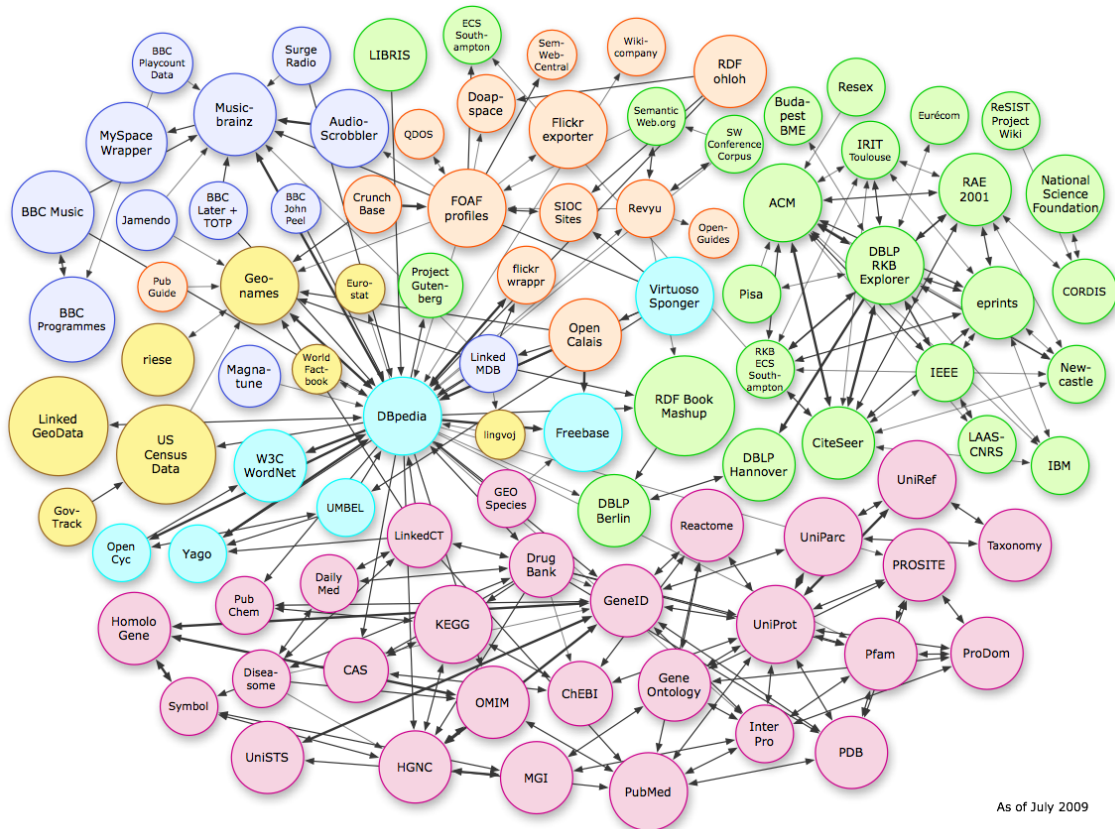 BBC
Playcount
Data
Surge
Radio
LIBRIS
ECS
South-
ampton
Sem-
Web-
Central
Wiki-
company
RDF
ohloh
Music-
brainz
Audio-
Scrobbler
Doap-
space
Flickr
exporter
Semantic
Web.org
Buda-
pest
BME
Resex
Eurécom
ReSIST
Project
Wiki
MySpace
Wrapper
QDOS
SW
Conference
Corpus
IRIT
Toulouse
RAE
2001
National
Science
Foundation
BBC Music
Jamendo
BBC
Later +
TOTP
BBC
John
Peel
Crunch
Base
FOAF
profiles
SIOC
Sites
Revyu
Open-
Guides
ACM
DBLP
RKB
Explorer
Pub
Guide
Geo-
names
Euro-
stat
Project
Guten-
berg
flickr
wrappr
Virtuoso
Sponger
Pisa
eprints
CORDIS
BBC
Programmes
riese
World
Fact-
book
Magna-
tune
Linked
MDB
Open
Calais
RKB
ECS
South-
ampton
IEEE
New-
castle
Linked
GeoData
US
Census
Data
DBpedia
lingvoj
Freebase
RDF Book
Mashup
CiteSeer
LAAS-
CNRS
IBM
W3C
WordNet
DBLP
Hannover
Gov-
Track
UMBEL
GEO
Species
DBLP
Berlin
UniRef
Open
Cyc
Yago
LinkedCT
Reactome
UniParc
Taxonomy
Drug
Bank
PROSITE
Daily
Med
Pub
Chem
Homolo
Gene
KEGG
GeneID
UniProt
Pfam
ProDom
Disea-
some
CAS
ChEBI
Gene
Ontology
Symbol
OMIM
Inter
Pro
PDB
UniSTS
HGNC
MGI
PubMed
As of July 2009